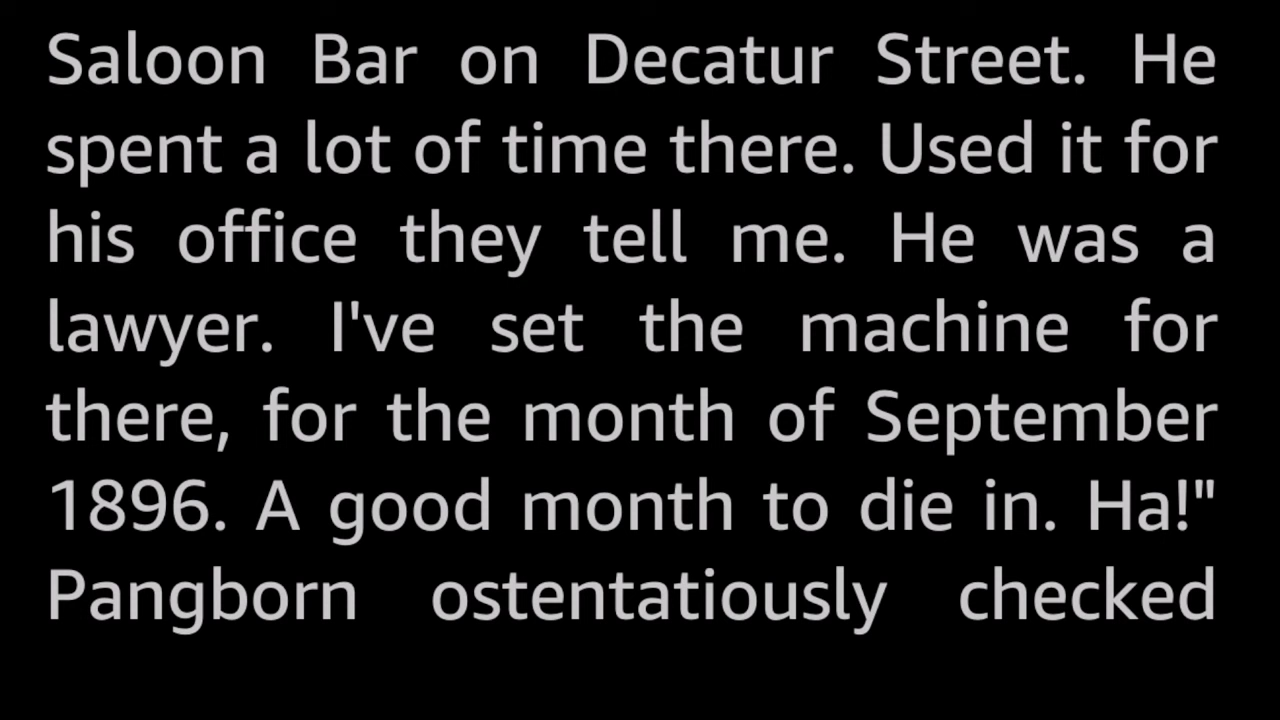 Saloon Bar on Decatur Street. He
spent a lot of time there. Used it for
his office they tell me. He was a
lawyer. I've set the machine for
there, for the month of September
1896. A good month to die in. Ha!"
Pangborn ostentatiously checked